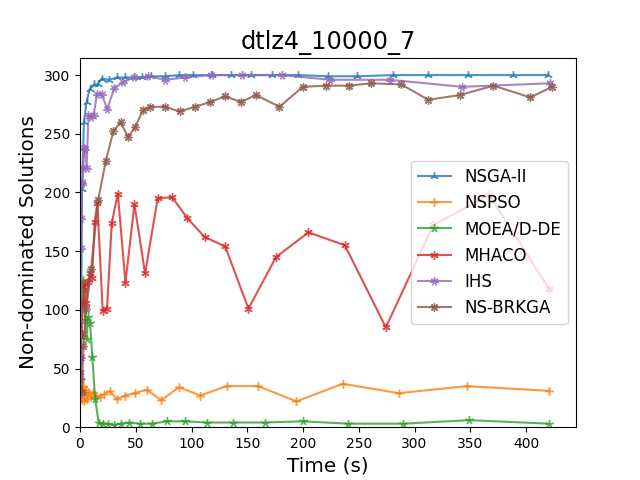 dtlz4_10000_7
Non-dominated Solutions
300
250
200
150
100
50
0
0 50 100 150 200 250 300 350 400
Time (s)
NSGA-II
NSPSO
MOEA/D-DE
MHACO
IHS
NS-BRKGA